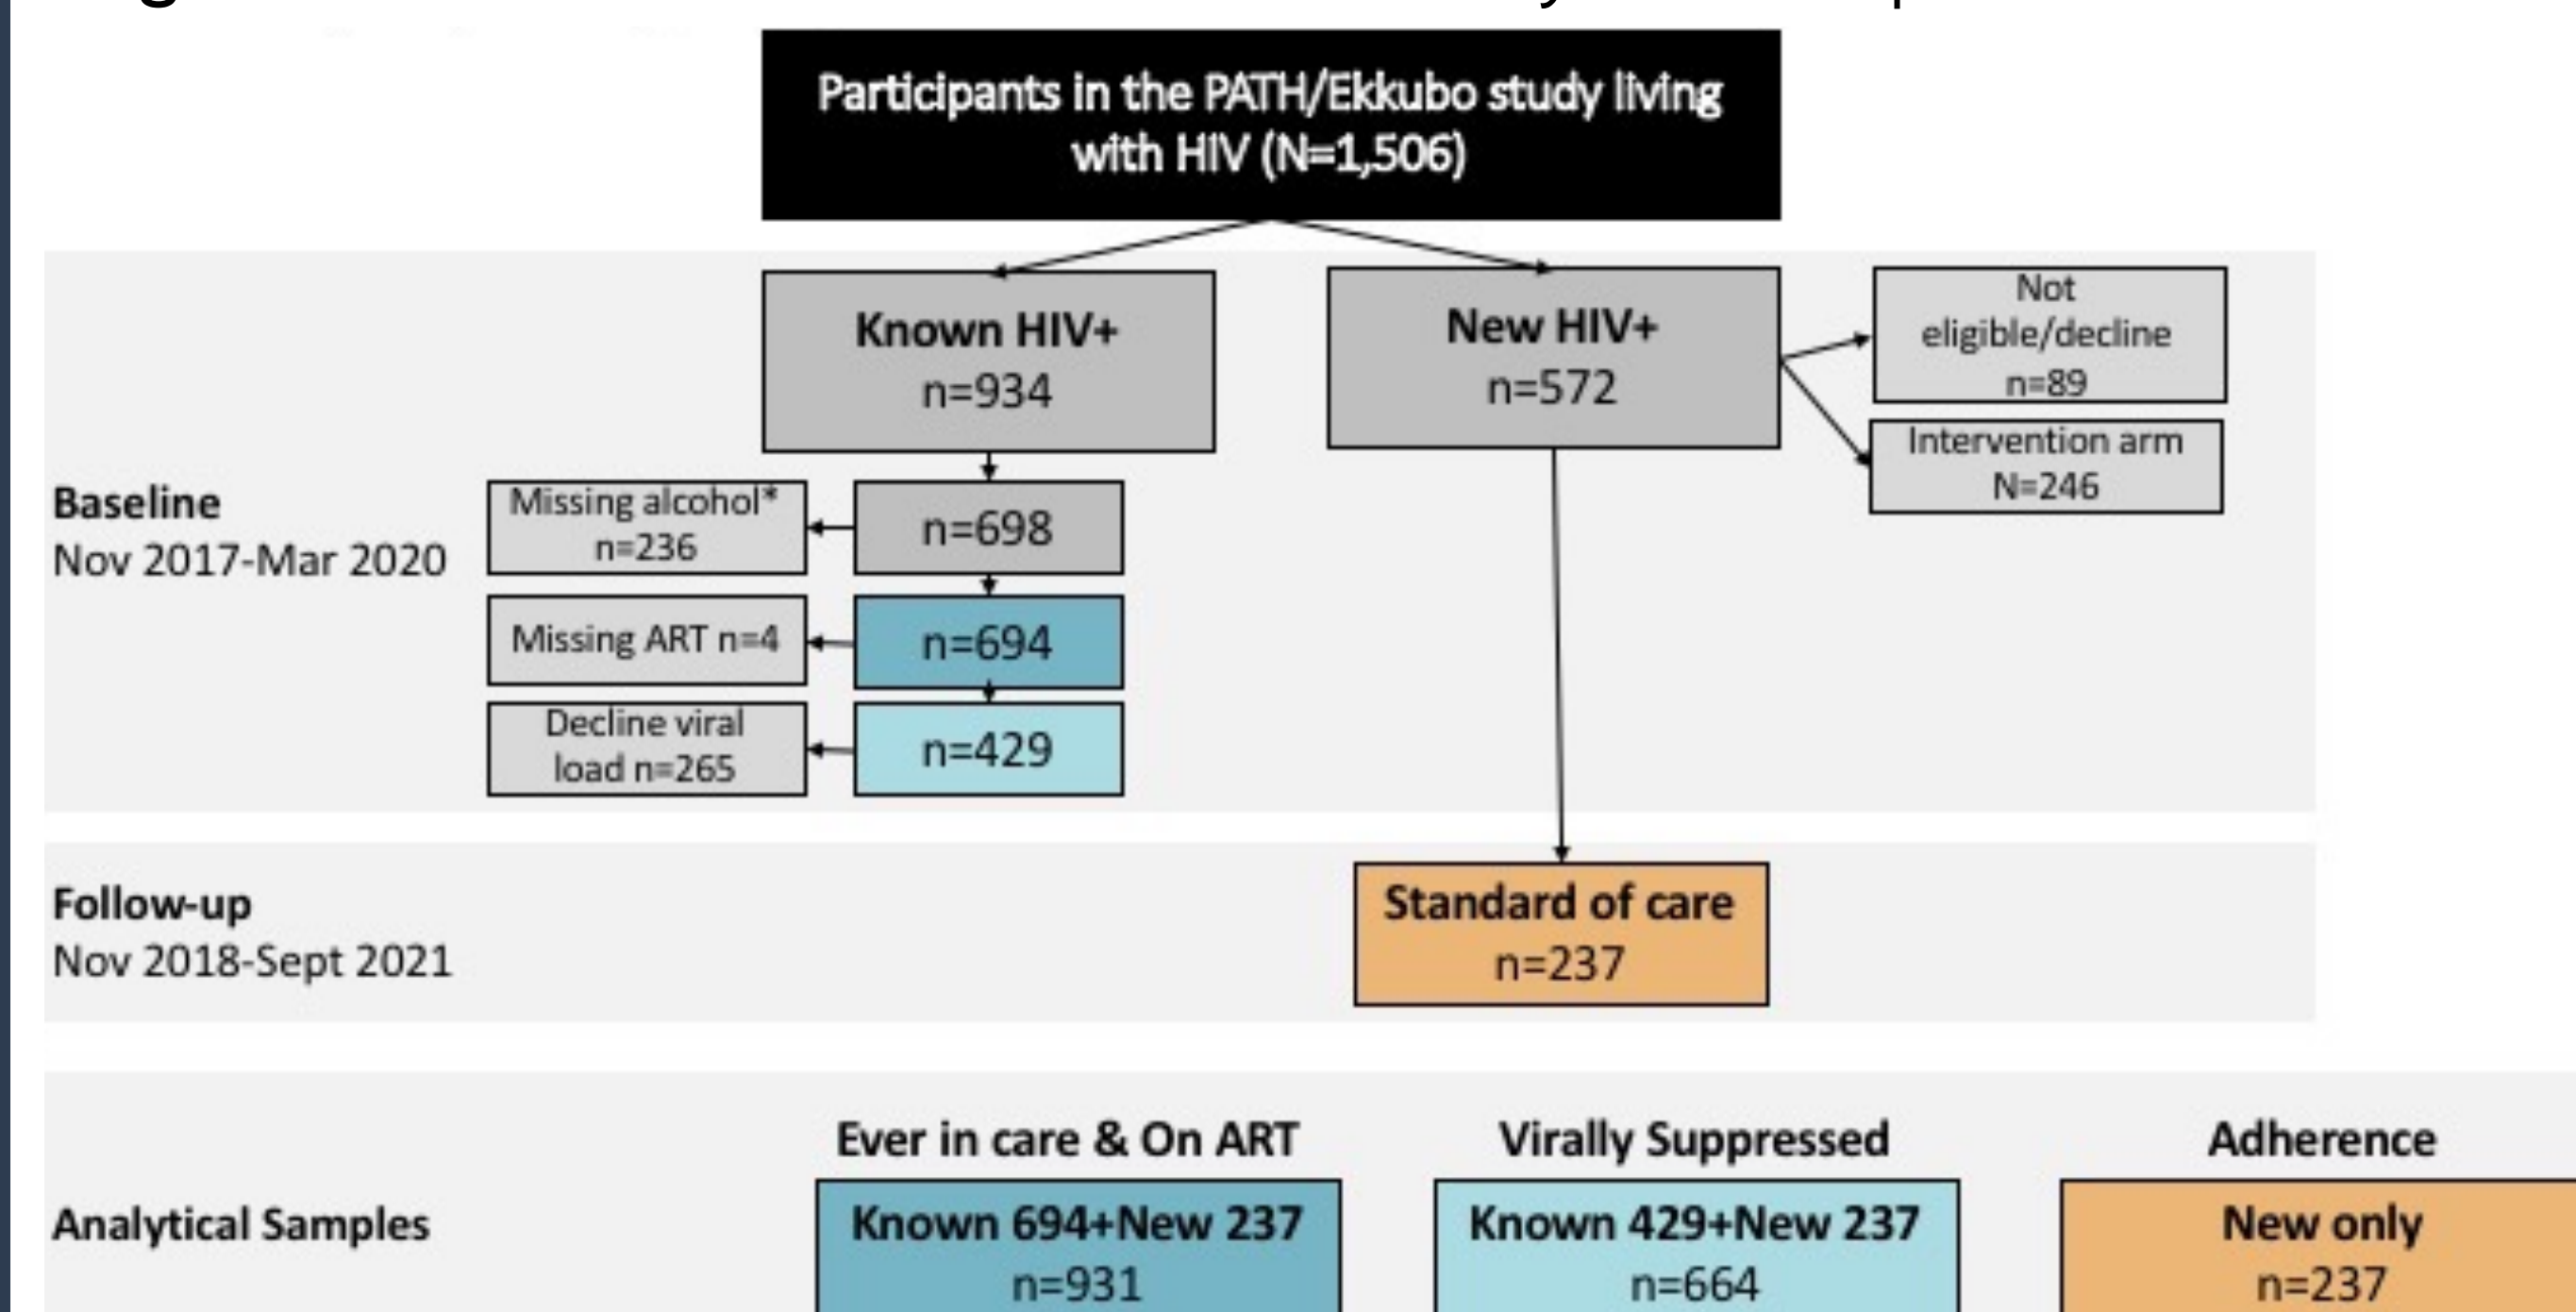 Participants in the PATH/Ekkubo study living
with HIV (N=1,506)
Known HIV+
n=934
New HIV+
n=572
Not
eligible/decline
n=89
Intervention arm
N=246
Baseline
Nov 2017-Mar 2020
Missing alcohol*
n=236
n=698
Missing ART n=4
n=694
Decline viral
load n=265
n=429
Follow-up
Nov 2018-Sept 2021
Standard of care
n=237
Analytical Samples
Ever in care & On ART
Known 694+New 237
n=931
Virally Suppressed
Known 429+New 237
n=664
Adherence
New only
n=237